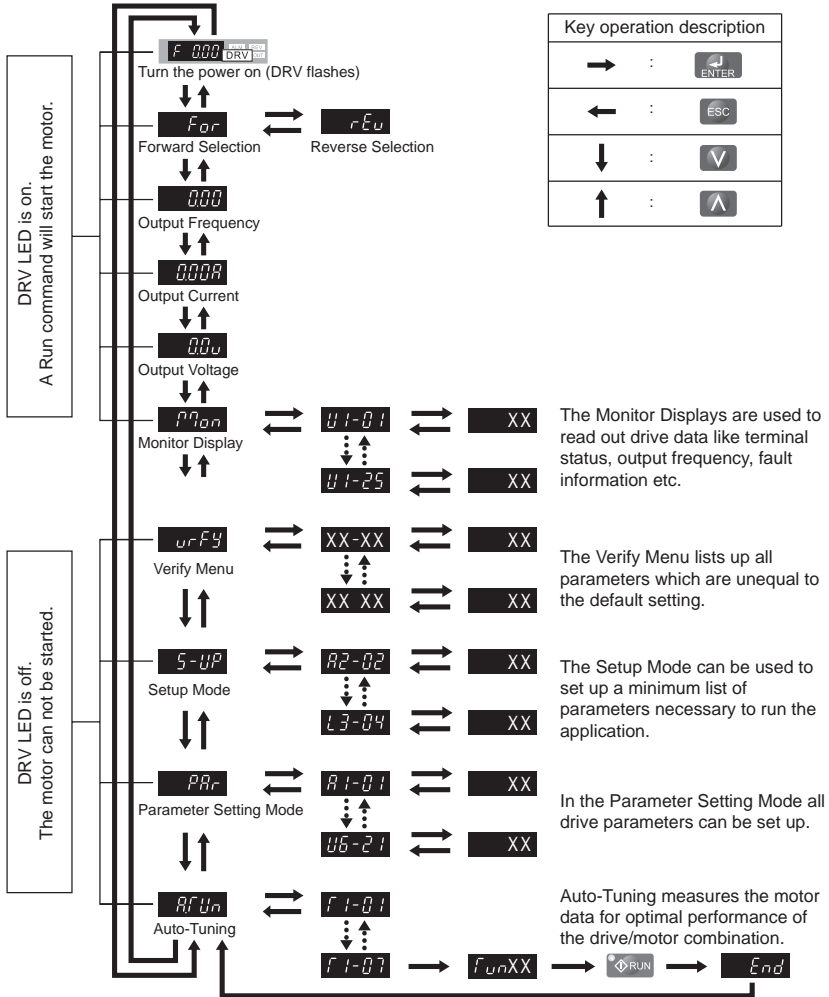 Key operation description
→ :
ENTER
← :
ESC
↓ :
V
↑ :
Λ
DRV LED is on.
A Run command will start the motor.
F 0.00
ALM REV
DRV OUT
Turn the power on (DRV flashes)
For
rEv
Forward Selection
Reverse Selection
0.00
Output Frequency
0.00A
Output Current
0.0v
Output Voltage
Mon
U1-01
XX
Monitor Display
U1-25
XX
The Monitor Displays are used to
read out drive data like terminal
status, output frequency, fault
information etc.
DRV LED is off.
The motor can not be started.
vrFY
XX-XX
XX
Verify Menu
XX XX
XX
The Verify Menu lists up all
parameters which are unequal to
the default setting.
S-UP
A2-02
XX
Setup Mode
L3-04
XX
The Setup Mode can be used to
set up a minimum list of
parameters necessary to run the
application.
PAr
A1-01
XX
Parameter Setting Mode
U6-21
XX
In the Parameter Setting Mode all
drive parameters can be set up.
A.TUn
T1-01
Auto-Tuning
T1-07
TunXX
RUN
End
Auto-Tuning measures the motor
data for optimal performance of
the drive/motor combination.